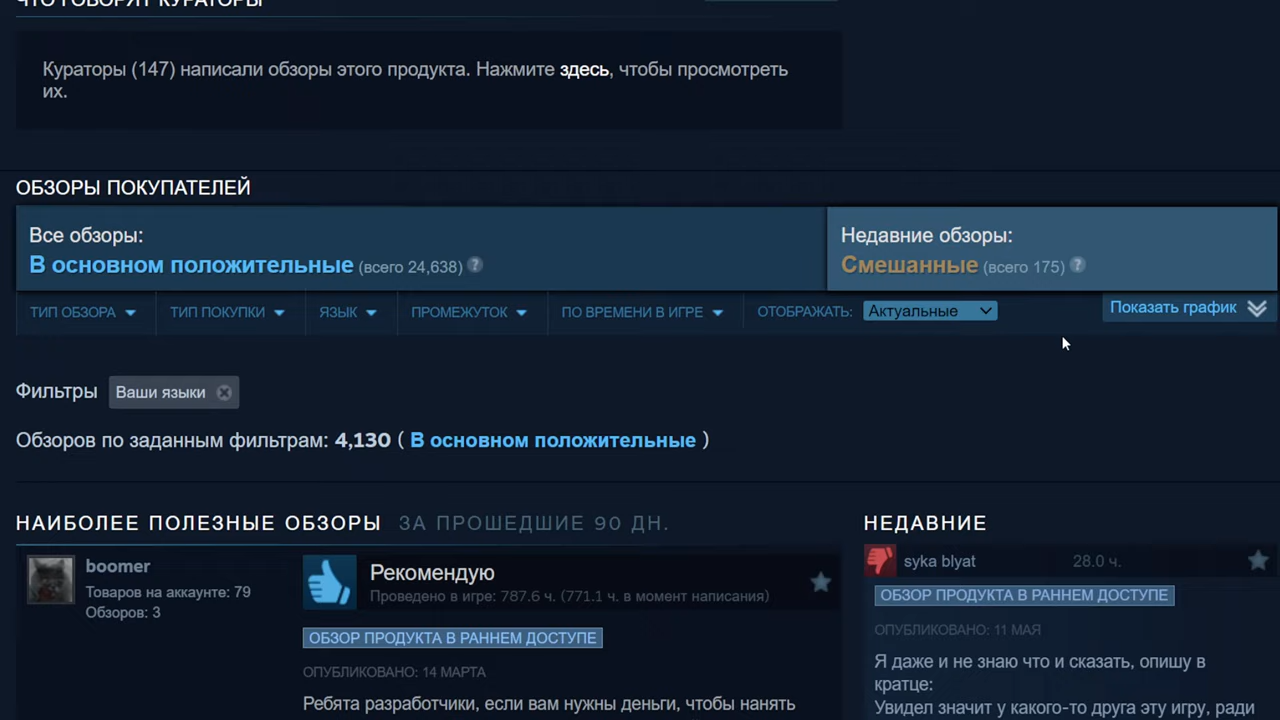 ЧТО ГОВОРЯТ КУРАТОРЫ
Кураторы (147) написали обзоры этого продукта. Нажмите здесь, чтобы просмотреть
их.
ОБЗОРЫ ПОКУПАТЕЛЕЙ
Все обзоры:
В основном положительные (всего 24,638) ?
Недавние обзоры:
Смешанные (всего 175) ?
ТИП ОБЗОРА
ТИП ПОКУПКИ
ЯЗЫК
ПРОМЕЖУТОК
ПО ВРЕМЕНИ В ИГРЕ
ОТОБРАЖАТЬ: Актуальные
Показать график
Фильтры Ваши языки
Обзоров по заданным фильтрам: 4,130 ( В основном положительные )
НАИБОЛЕЕ ПОЛЕЗНЫЕ ОБЗОРЫ ЗА ПРОШЕДШИЕ 90 ДН.
boomer
Товаров на аккаунте: 79
Обзоров: 3
Рекомендую
Проведено в игре: 787.6 ч. (771.1 ч. в момент написания)
ОБЗОР ПРОДУКТА В РАННЕМ ДОСТУПЕ
ОПУБЛИКОВАНО: 14 МАРТА
Ребята разработчики, если вам нужны деньги, чтобы нанять
НЕДАВНИЕ
syka blyat 28.0 ч.
ОБЗОР ПРОДУКТА В РАННЕМ ДОСТУПЕ
ОПУБЛИКОВАНО: 11 МАЯ
Я даже и не знаю что и сказать, опишу в
кратце:
Увидел значит у какого-то друга эту игру, ради